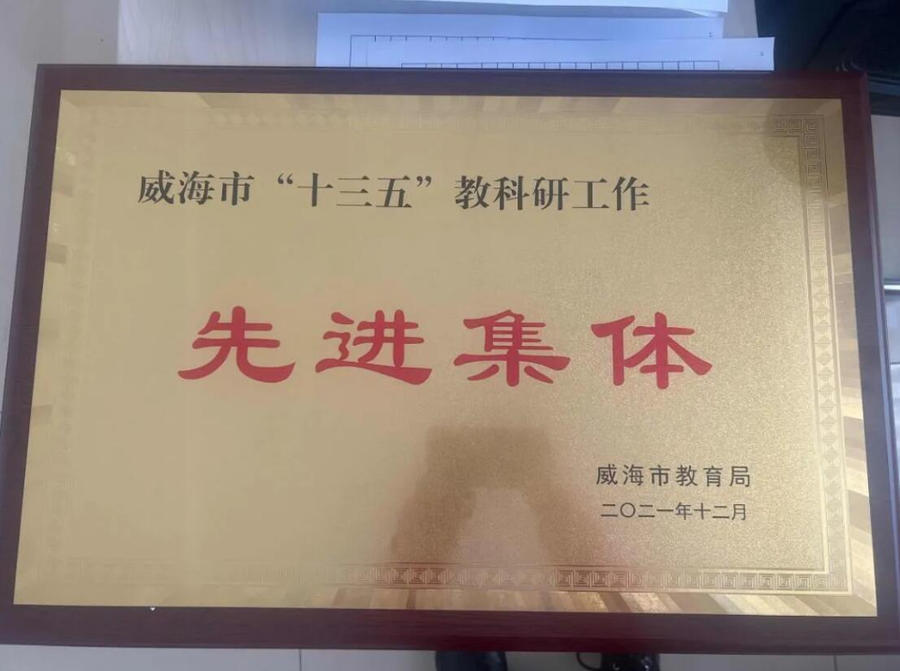 威海市“十三五”教科研工作
先进集体
威海市教育局
二〇二一年十二月